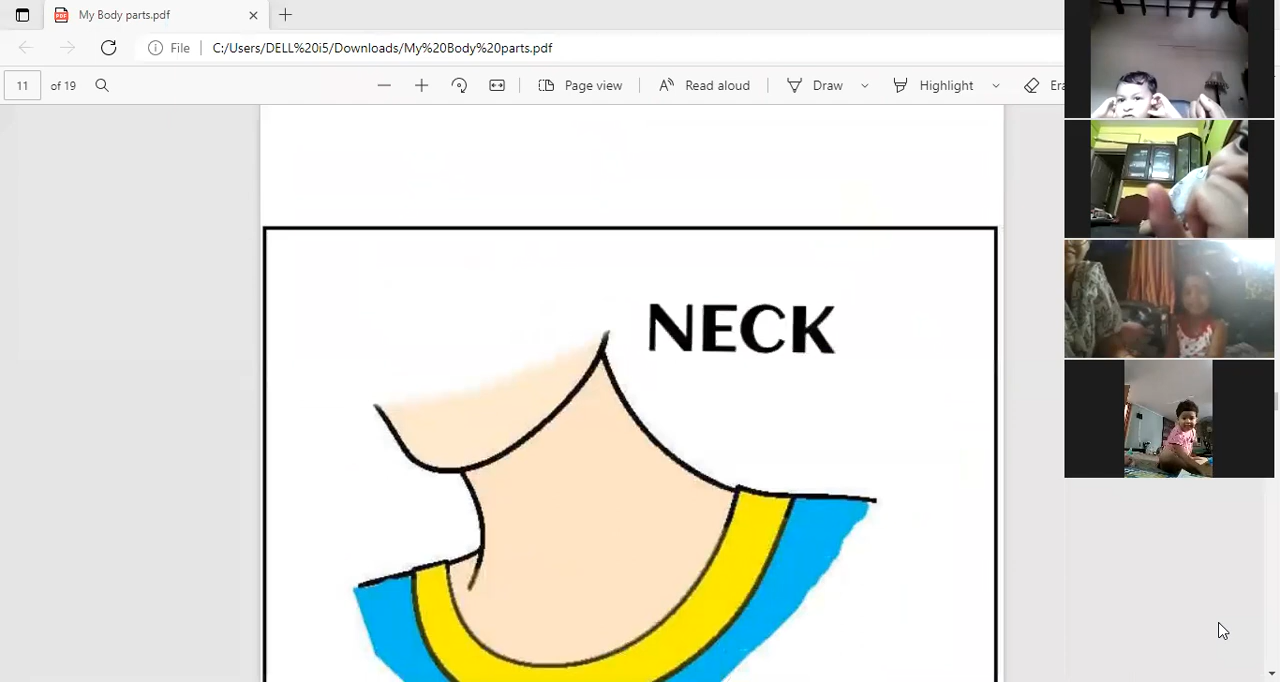 My Body parts.pdf
File
C:/Users/DELL%20i5/Downloads/My%20Body%20parts.pdf
11 of 19
Page view
Read aloud
Draw
Highlight
Era
NECK